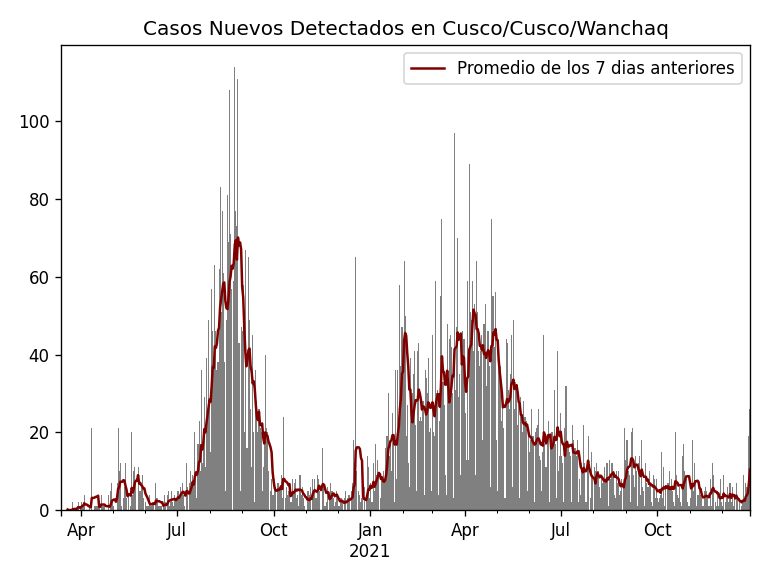 Casos Nuevos Detectados en Cusco/Cusco/Wanchaq
Promedio de los 7 dias anteriores
100
80
60
40
20
0
Apr Jul Oct Jan Apr Jul Oct
2021